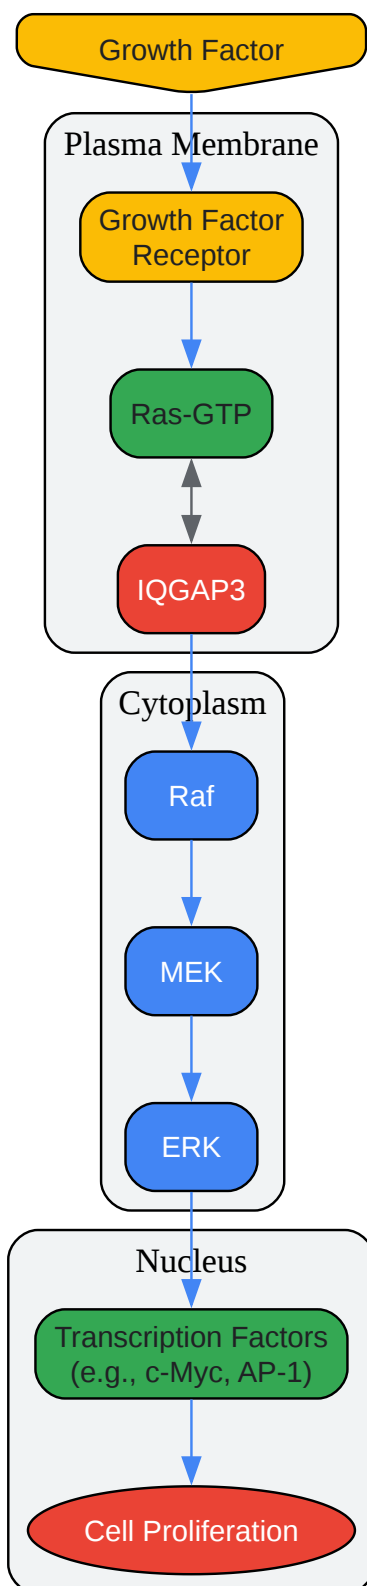 Growth Factor
Plasma Membrane
Growth Factor
Receptor
Ras-GTP
IQGAP3
Cytoplasm
Raf
MEK
ERK
Nucleus
Transcription Factors
(e.g., c-Myc, AP-1)
Cell Proliferation